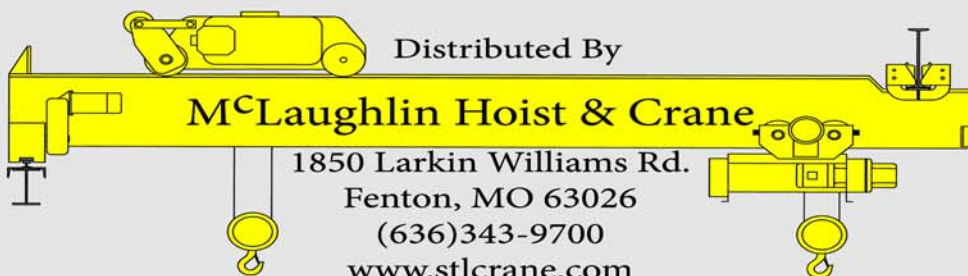 Distributed By
McLaughlin Hoist & Crane
1850 Larkin Williams Rd.
Fenton, MO 63026
(636)343-9700
www.stlcrane.com